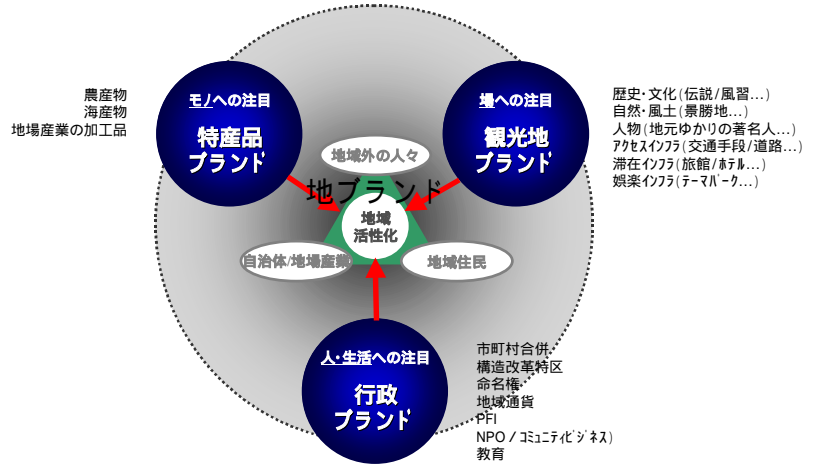 農産物
海産物
地場産業の加工品
モノへの注目
特産品
ブランド
場への注目
観光地
ブランド
歴史・文化(伝説/風習...)
自然・風土(景勝地...)
人物(地元ゆかりの著名人...)
ｱｸｾｽｲﾝﾌﾗ(交通手段/道路...)
滞在ｲﾝﾌﾗ(旅館/ﾎﾃﾙ...)
娯楽ｲﾝﾌﾗ(ﾃｰﾏﾊﾟｰｸ...)
地域外の人々
地ブランド
地域
活性化
自治体/地場産業
地域住民
人・生活への注目
行政
ブランド
市町村合併
構造改革特区
命名権
地域通貨
PFI
NPO / ｺﾐｭﾆﾃｨﾋﾞｼﾞﾈｽ)
教育